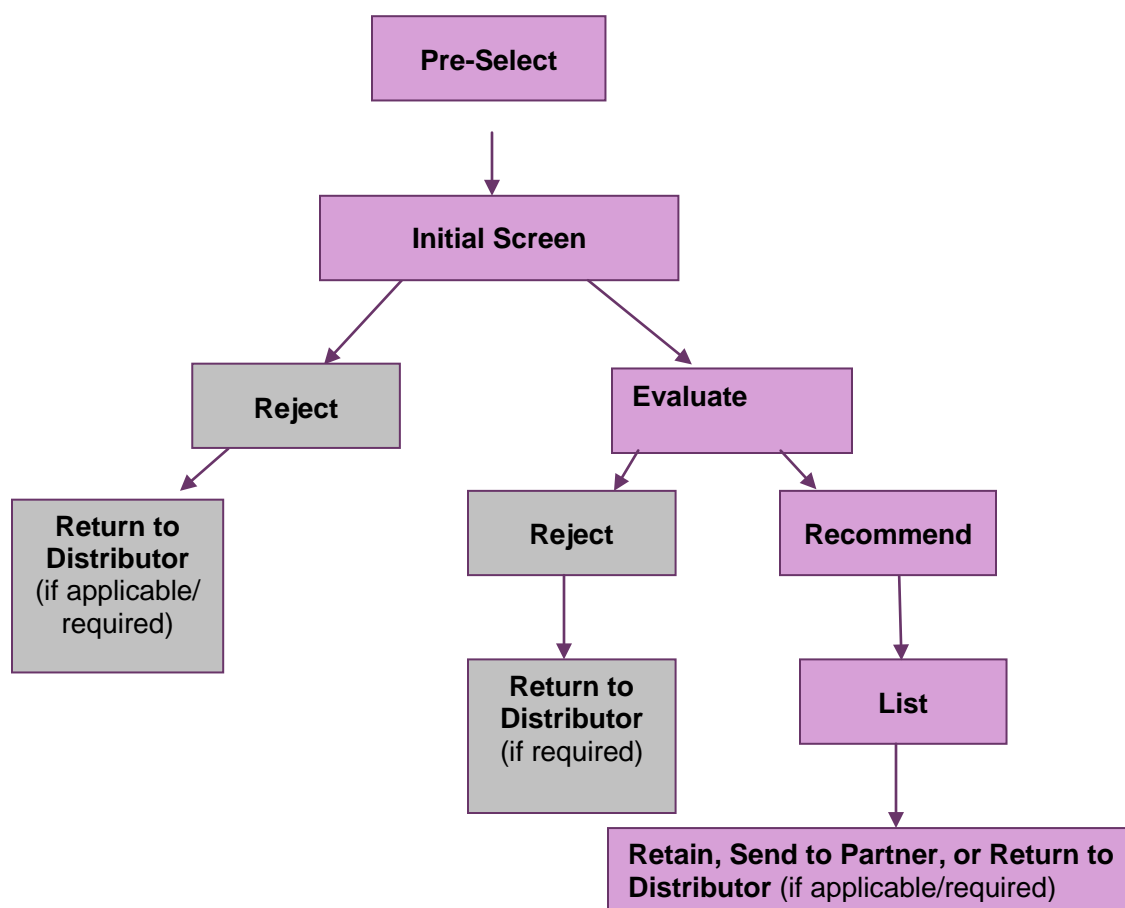 Pre-Select
Initial Screen
Reject
Evaluate
Return to
Distributor
(if applicable/
required)
Reject
Recommend
Return to
Distributor
(if required)
List
Retain, Send to Partner, or Return to
Distributor (if applicable/required)